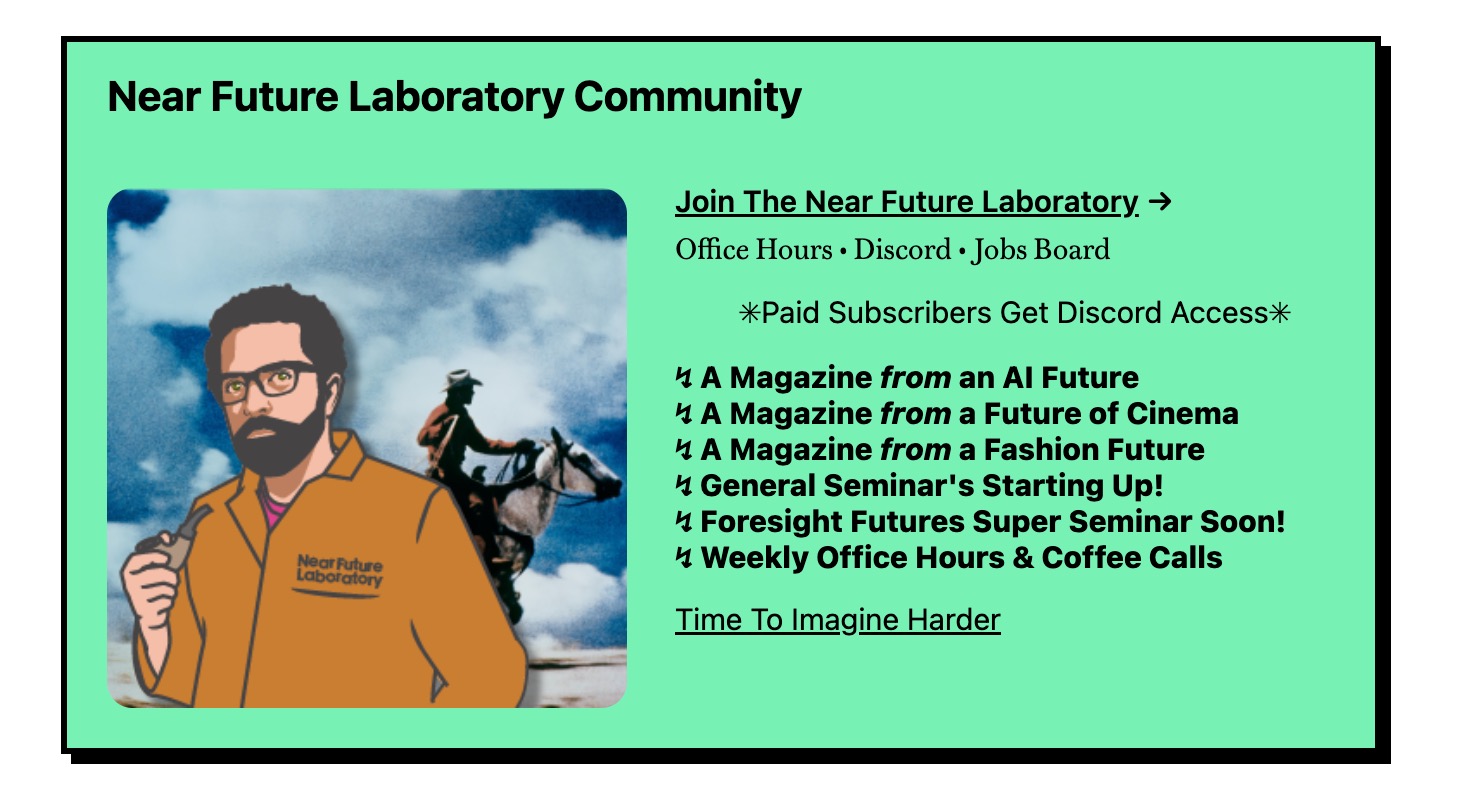 Near Future Laboratory Community
Join The Near Future Laboratory →
Office Hours • Discord • Jobs Board
✳Paid Subscribers Get Discord Access✳
↯ A Magazine from an AI Future
↯ A Magazine from a Future of Cinema
↯ A Magazine from a Fashion Future
↯ General Seminar's Starting Up!
↯ Foresight Futures Super Seminar Soon!
↯ Weekly Office Hours & Coffee Calls
Time To Imagine Harder
Near Future
Laboratory